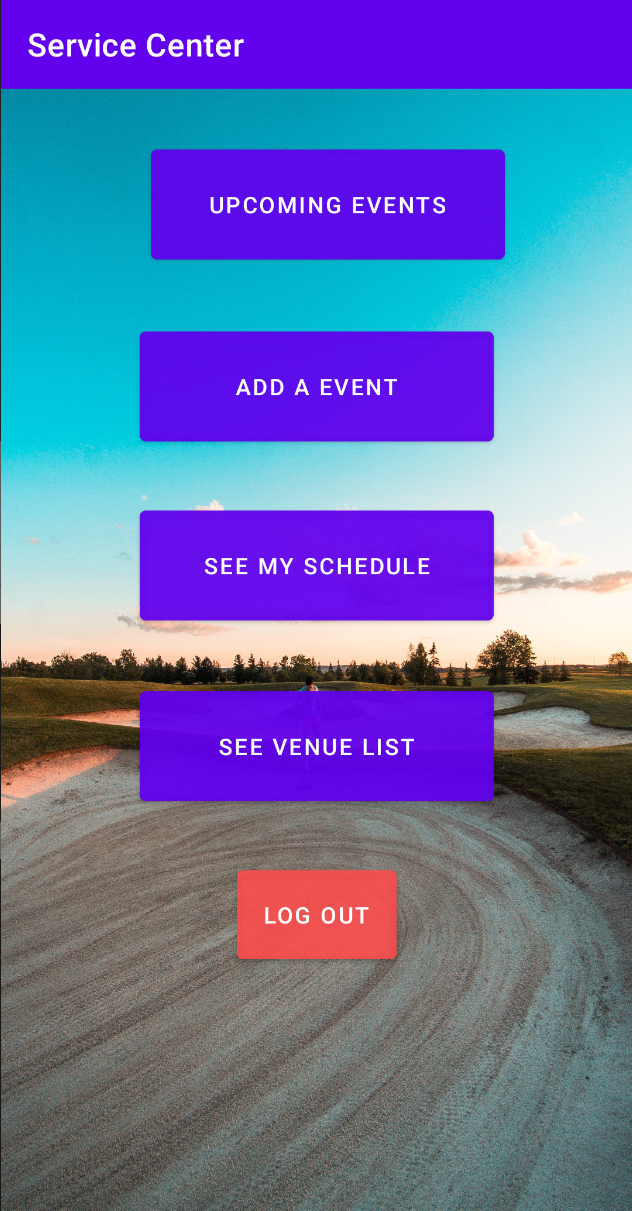 Service Center
UPCOMING EVENTS
ADD A EVENT
SEE MY SCHEDULE
SEE VENUE LIST
LOG OUT